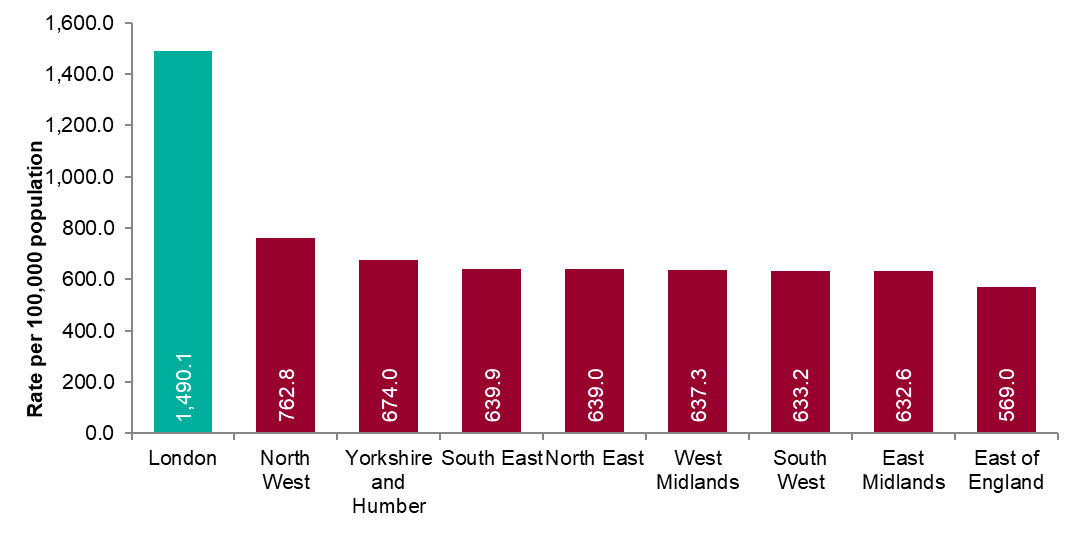 Rate per 100,000 population
1,600.0
1,400.0
1,200.0
1,000.0
800.0
600.0
400.0
200.0
0.0
1,490.1
762.8
674.0
639.9
639.0
637.3
633.2
632.6
569.0
London
North
West
Yorkshire
and
Humber
South East
North East
West
Midlands
South
West
East
Midlands
East of
England